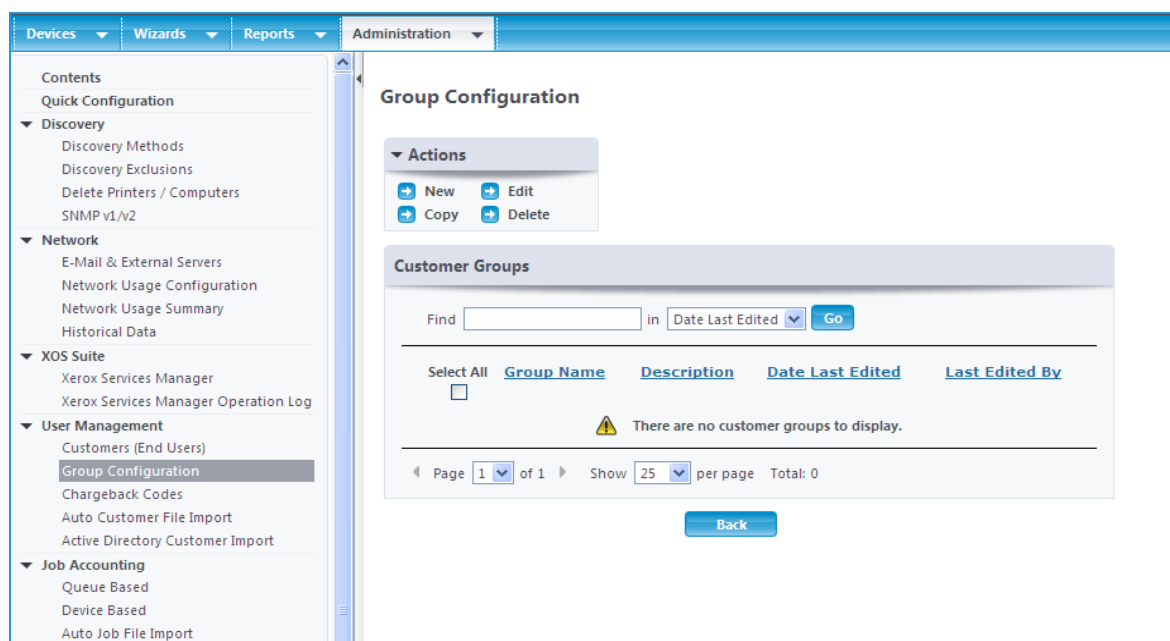 Devices Wizards Reports Administration
Contents
Quick Configuration
Discovery
Discovery Methods
Discovery Exclusions
Delete Printers / Computers
SNMP v1/v2
Network
E-Mail & External Servers
Network Usage Configuration
Network Usage Summary
Historical Data
XOS Suite
Xerox Services Manager
Xerox Services Manager Operation Log
User Management
Customers (End Users)
Group Configuration
Chargeback Codes
Auto Customer File Import
Active Directory Customer Import
Job Accounting
Queue Based
Device Based
Auto Job File Import
Group Configuration
Actions
New Edit
Copy Delete
Customer Groups
Find in Date Last Edited Go
Select All Group Name Description Date Last Edited Last Edited By
There are no customer groups to display.
Page 1 of 1 Show 25 per page Total: 0
Back